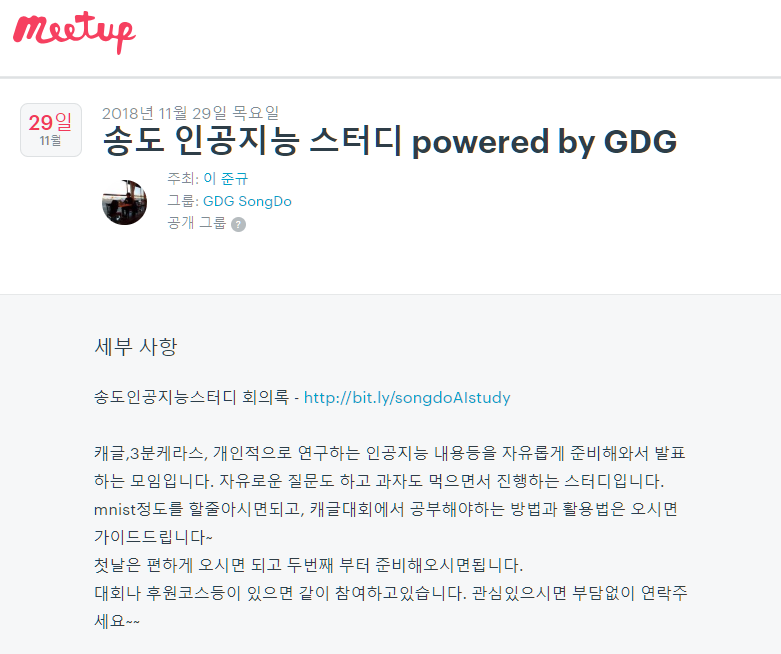 Meetup
29일
11월
2018년 11월 29일 목요일
송도 인공지능 스터디 powered by GDG
주최: 이 준규
그룹: GDG SongDo
공개 그룹 ?
세부 사항
송도인공지능스터디 회의록 - http://bit.ly/songdoAIstudy
캐글,3분케라스, 개인적으로 연구하는 인공지능 내용등을 자유롭게 준비해와서 발표
하는 모임입니다. 자유로운 질문도 하고 과자도 먹으면서 진행하는 스터디입니다.
mnist정도를 할줄아시면되고, 캐글대회에서 공부해야하는 방법과 활용법은 오시면
가이드드립니다~
첫날은 편하게 오시면 되고 두번째 부터 준비해오시면됩니다.
대회나 후원코스등이 있으면 같이 참여하고있습니다. 관심있으시면 부담없이 연락주
세요~~